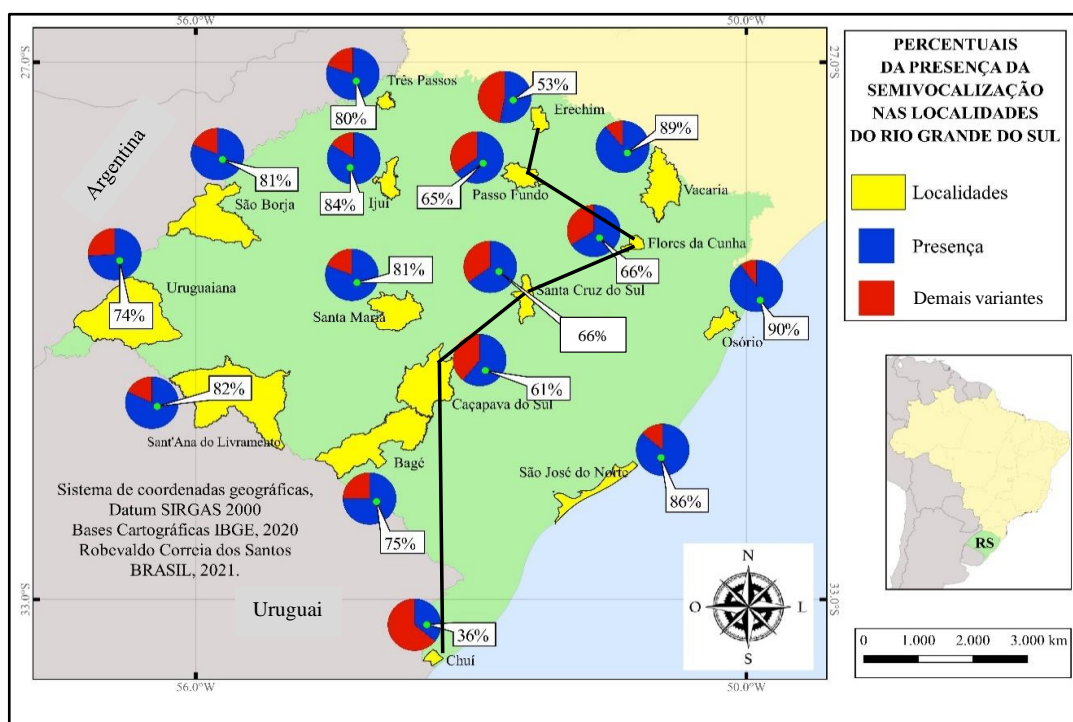 56.0°W
50.0°W
27.0°S
27.0°S
Três Passos
80%
53%
Erechim
89%
Vacaria
Argentina
81%
São Borja
84%
Ijuí
65%
Passo Fundo
Flores da Cunha
66%
74%
Uruguaiana
81%
Santa Maria
Santa Cruz do Sul
66%
90%
Osório
82%
Sant'Ana do Livramento
61%
Caçapava do Sul
Bagé
75%
São José do Norte
86%
Sistema de coordenadas geográficas,
Datum SIRGAS 2000
Bases Cartográficas IBGE, 2020
Robevaldo Correia dos Santos
BRASIL, 2021.
Uruguai
36%
Chuí
33.0°S
33.0°S
56.0°W
50.0°W
N
O
L
S
PERCENTUAIS
DA PRESENÇA DA
SEMIVOCALIZAÇÃO
NAS LOCALIDADES
DO RIO GRANDE DO SUL
Localidades
Presença
Demais variantes
RS
0 1.000 2.000 3.000 km